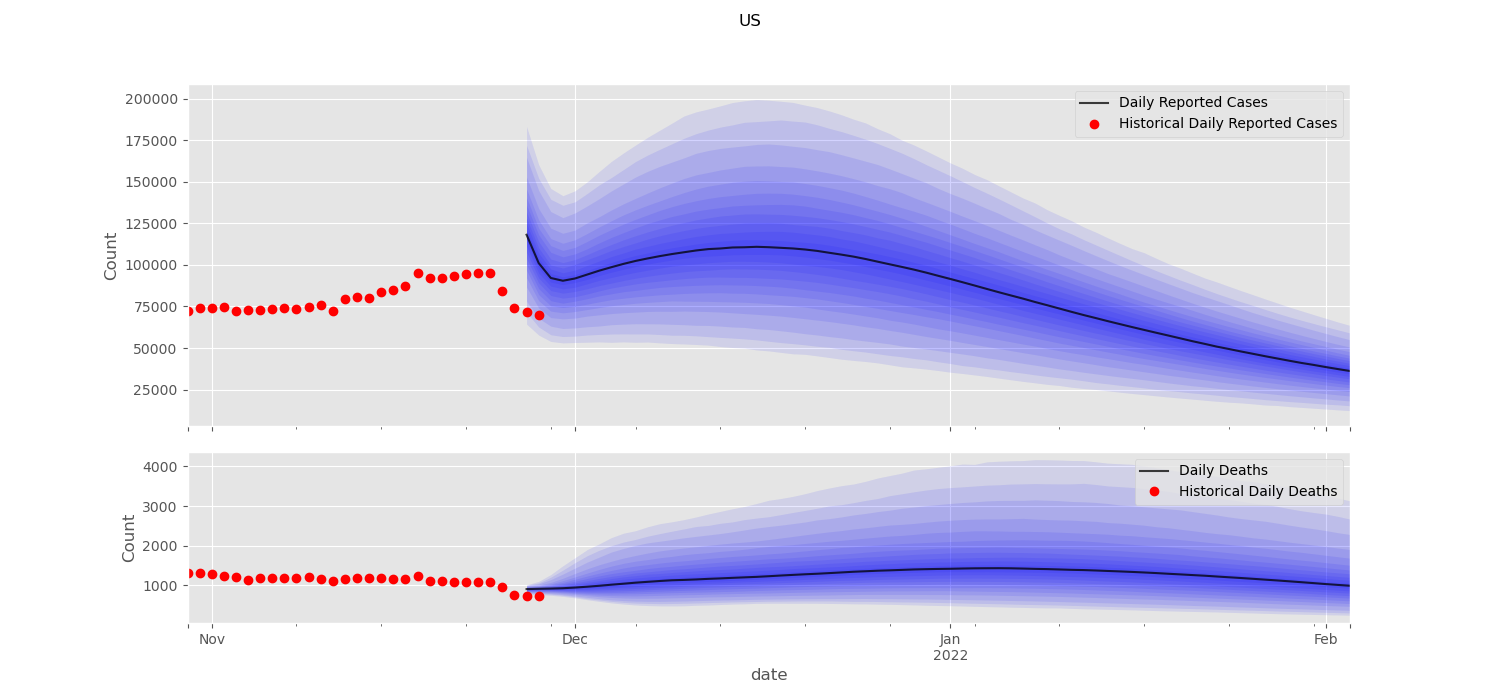 US
200000
175000
150000
125000
100000
75000
50000
25000
Count
Daily Reported Cases
Historical Daily Reported Cases
4000
3000
2000
1000
Count
Daily Deaths
Historical Daily Deaths
Nov
Dec
Jan
2022
Feb
date